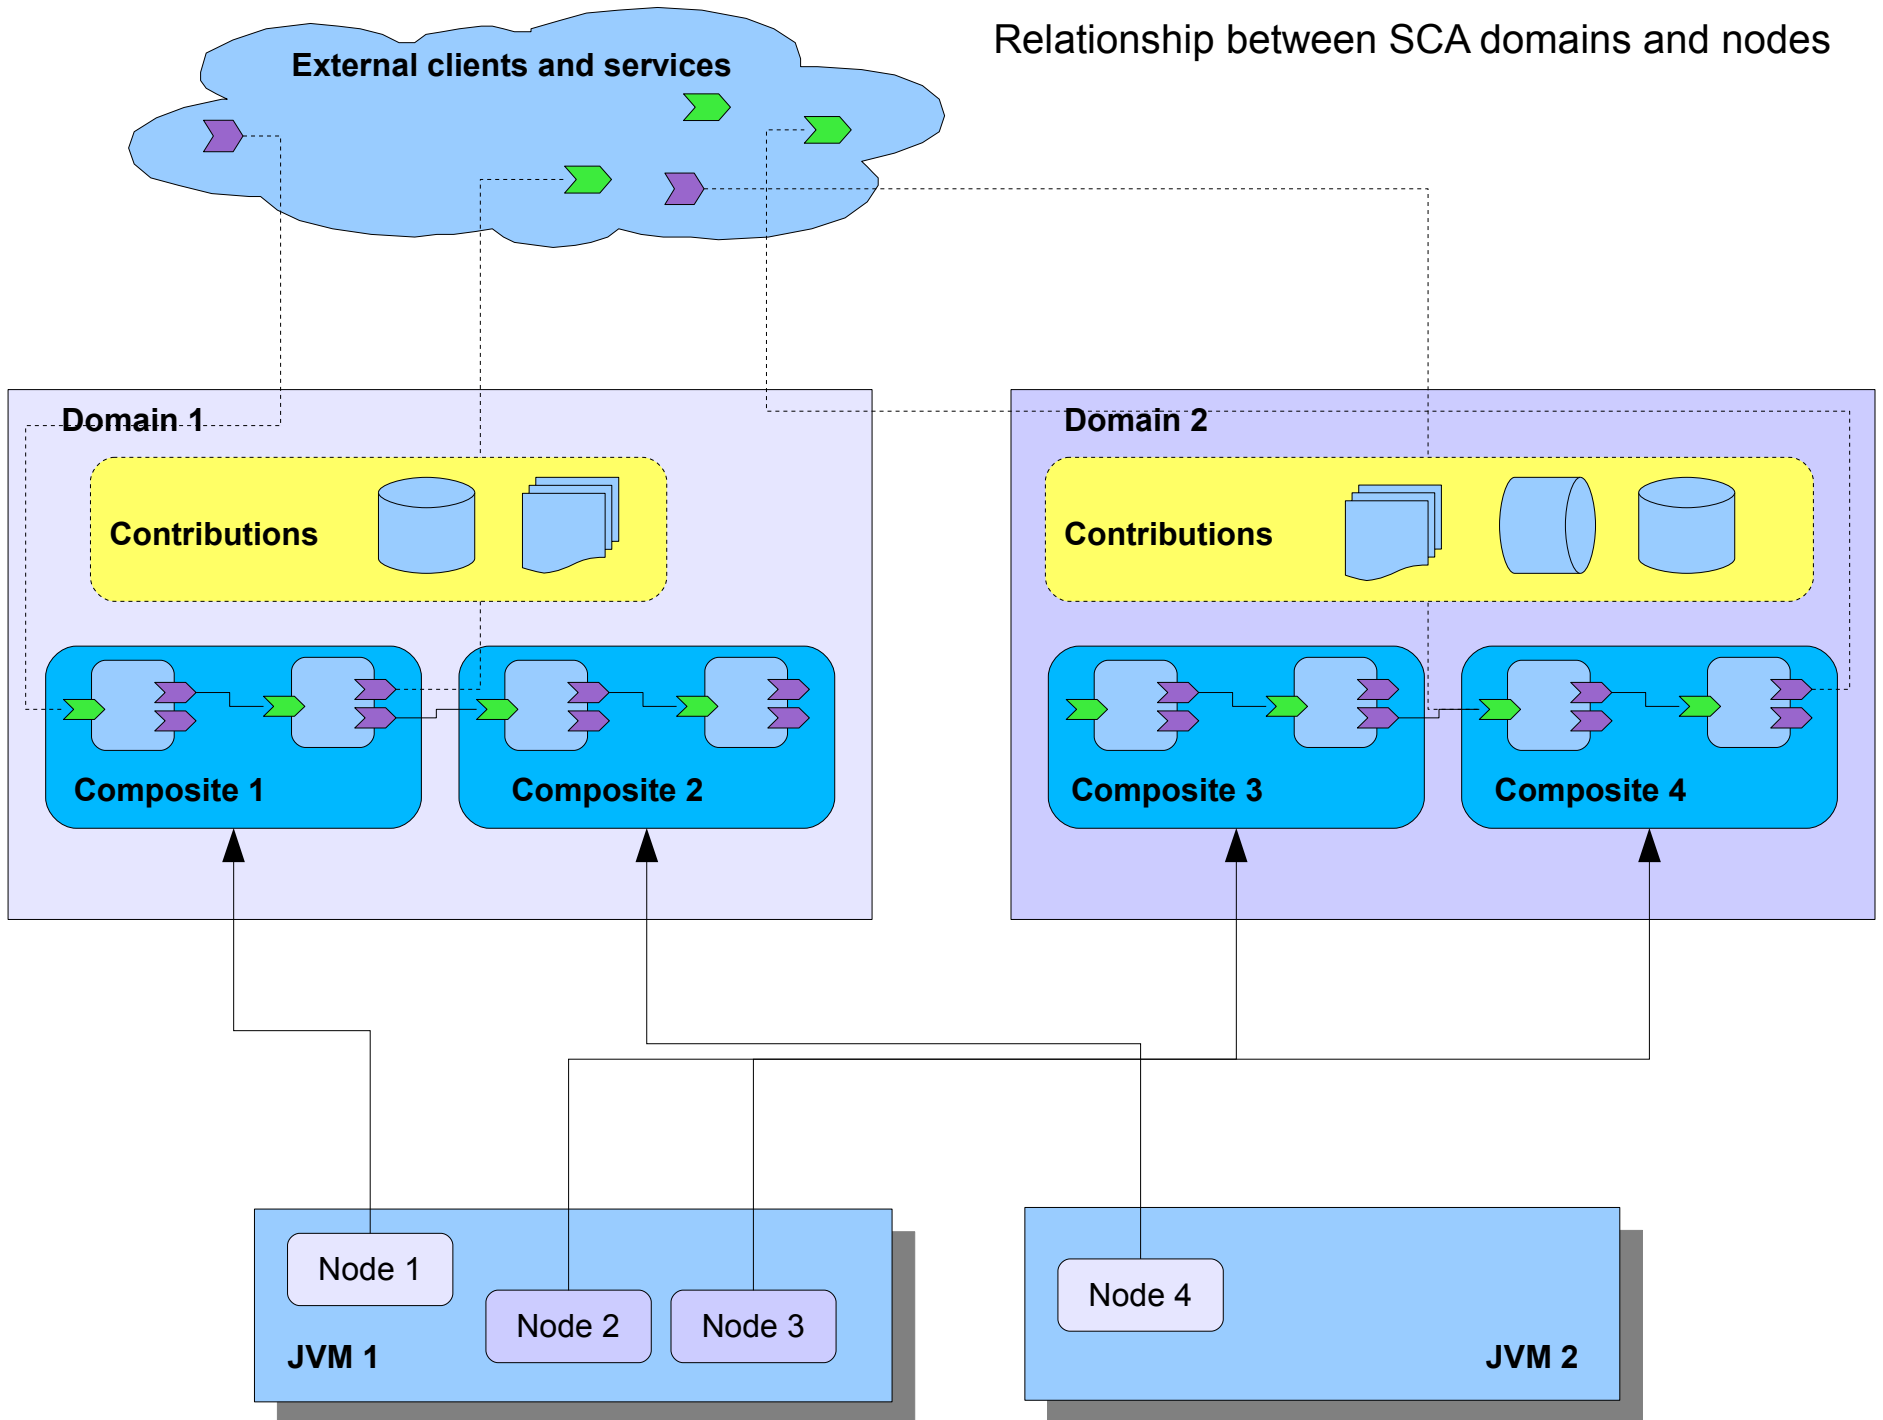 Relationship between SCA domains and nodes
External clients and services
Domain 1
Domain 2
Contributions
Contributions
Composite 1
Composite 2
Composite 3
Composite 4
Node 1
Node 2
Node 3
Node 4
JVM 1
JVM 2